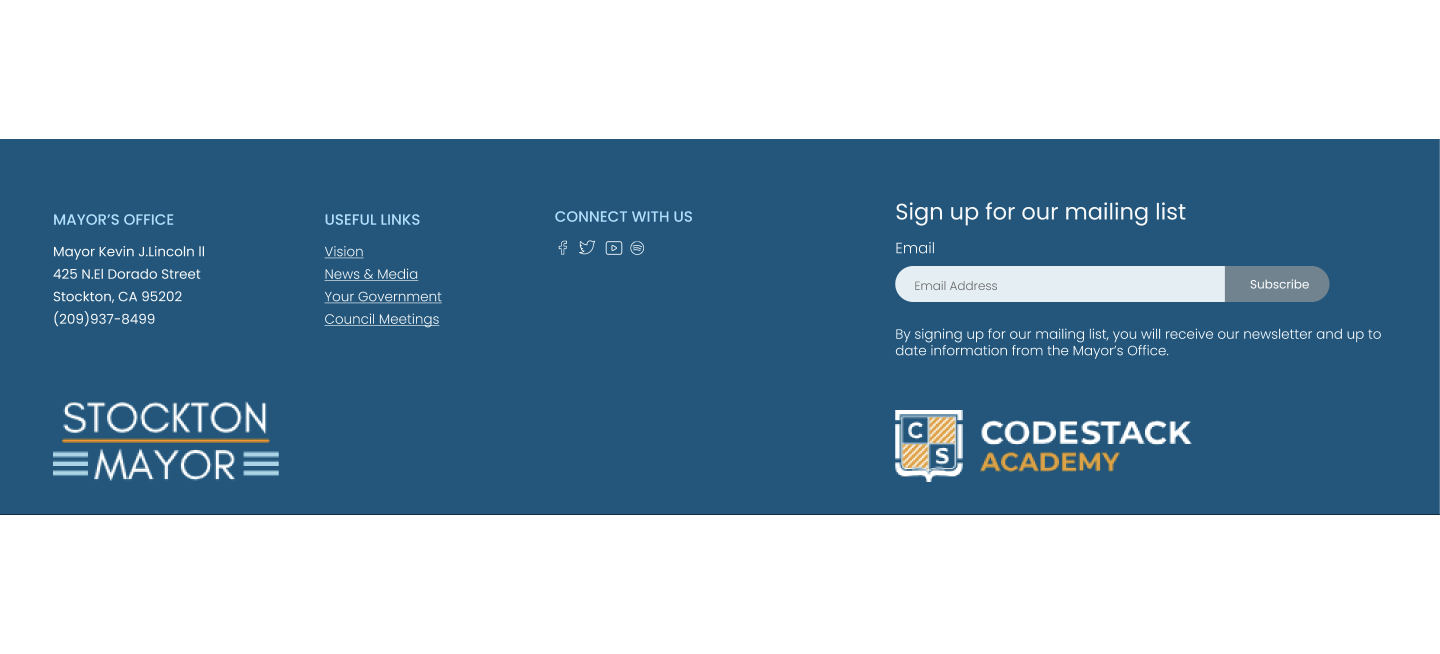 MAYOR’S OFFICE
Mayor Kevin J.Lincoln ll
425 N.El Dorado Street
Stockton, CA 95202
(209)937-8499
USEFUL LINKS
Vision
News & Media
Your Government
Council Meetings
CONNECT WITH US
Sign up for our mailing list
Email
Email Address
Subscribe
By signing up for our mailing list, you will receive our newsletter and up to
date information from the Mayor’s Office.
STOCKTON
MAYOR
C
S
CODESTACK
ACADEMY